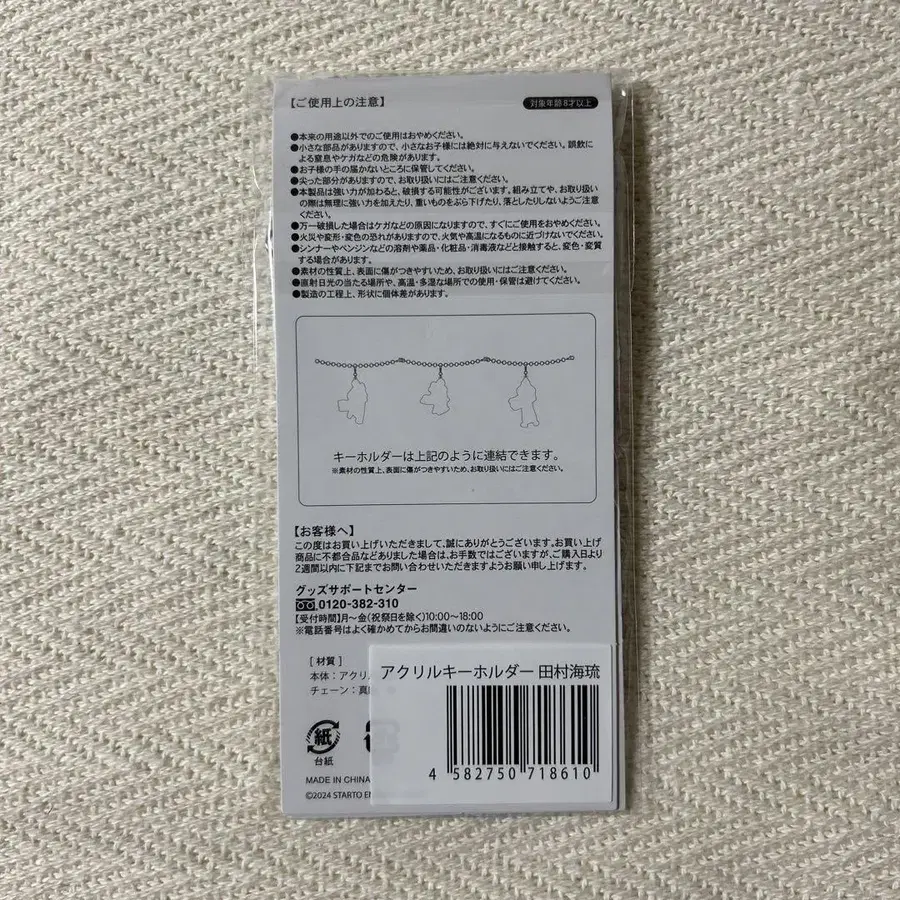 【ご使用上の注意】
対象年齢8才以上
●本来の用途以外でのご使用はおやめください。
●小さな部品がありますので、小さなお子様には絶対に与えないでください。誤飲に
よる窒息やケガなどの危険があります。
●お子様の手の届かないところに保管してください。
●尖った部分がありますので、お取り扱いにはご注意ください。
●本製品は強い力が加わると、破損する可能性がございます。組み立てや、お取り扱い
の際は無理に強い力を加えたり、重いものをぶら下げたり、落としたりしないようご注意
ください。
●万一破損した場合はケガなどの原因になりますので、すぐにご使用をおやめください。
●火災や変形・変色の恐れがありますので、火気や高温になるものに近づけないでください。
●シンナーやベンジンなどの溶剤や薬品・化粧品・消毒液などと接触すると、変色・変質
する場合があります。
●素材の性質上、表面に傷がつきやすいため、お取り扱いにはご注意ください。
●直射日光の当たる場所や、高温・多湿な場所での使用・保管は避けてください。
●製造の工程上、形状に個体差があります。
キーホルダーは上記のように連結できます。
※素材の性質上、表面に傷がつきやすいため、お取り扱いにはご注意ください。
【お客様へ】
この度はお買い上げいただきまして、誠にありがとうございます。お買い上げ
商品に不都合品などありました場合は、お手数ではございますが、ご購入日より
2週間以内に下記までお問い合わせいただきますようお願い申し上げます。
グッズサポートセンター
0120-382-310
【受付時間】月〜金(祝祭日を除く)10:00〜18:00
※電話番号はよく確かめてからお間違いのないようにご注意ください。
[ 材質 ]
本体:アクリ
チェーン:真
アクリルキーホルダー 田村海琉
4 582750 718610
紙
台紙
MADE IN CHINA
©2024 STARTO EN